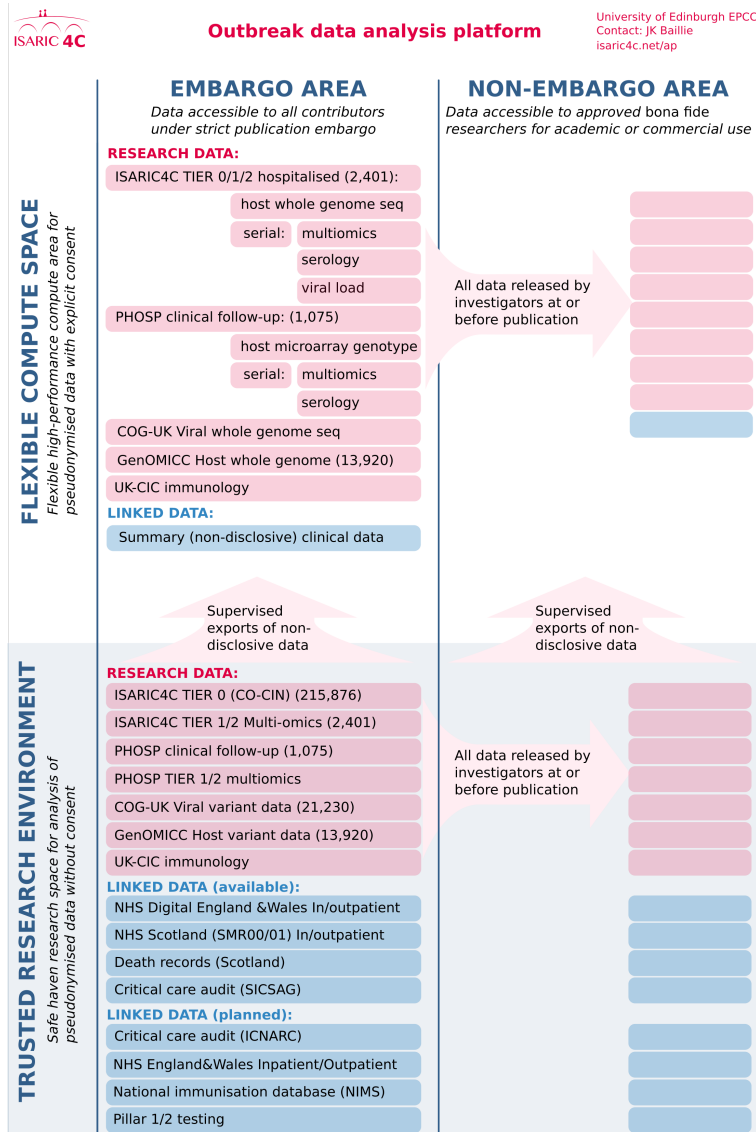 ISARIC 4C
Outbreak data analysis platform
University of Edinburgh EPCC
Contact: JK Baillie
isaric4c.net/ap
EMBARGO AREA
Data accessible to all contributors
under strict publication embargo
NON-EMBARGO AREA
Data accessible to approved bona fide
researchers for academic or commercial use
FLEXIBLE COMPUTE SPACE
Flexible high-performance compute area for
pseudonymised data with explicit consent
RESEARCH DATA:
ISARIC4C TIER 0/1/2 hospitalised (2,401):
host whole genome seq
serial:
multiomics
serology
viral load
PHOSP clinical follow-up: (1,075)
host microarray genotype
serial:
multiomics
serology
COG-UK Viral whole genome seq
GenOMICC Host whole genome (13,920)
UK-CIC immunology
LINKED DATA:
Summary (non-disclosive) clinical data
All data released by
investigators at or
before publication
Supervised
exports of non-
disclosive data
Supervised
exports of non-
disclosive data
TRUSTED RESEARCH ENVIRONMENT
Safe haven research space for analysis of
pseudonymised data without consent
RESEARCH DATA:
ISARIC4C TIER 0 (CO-CIN) (215,876)
ISARIC4C TIER 1/2 Multi-omics (2,401)
PHOSP clinical follow-up (1,075)
PHOSP TIER 1/2 multiomics
COG-UK Viral variant data (21,230)
GenOMICC Host variant data (13,920)
UK-CIC immunology
All data released by
investigators at or
before publication
LINKED DATA (available):
NHS Digital England &Wales In/outpatient
NHS Scotland (SMR00/01) In/outpatient
Death records (Scotland)
Critical care audit (SICSAG)
LINKED DATA (planned):
Critical care audit (ICNARC)
NHS England&Wales Inpatient/Outpatient
National immunisation database (NIMS)
Pillar 1/2 testing